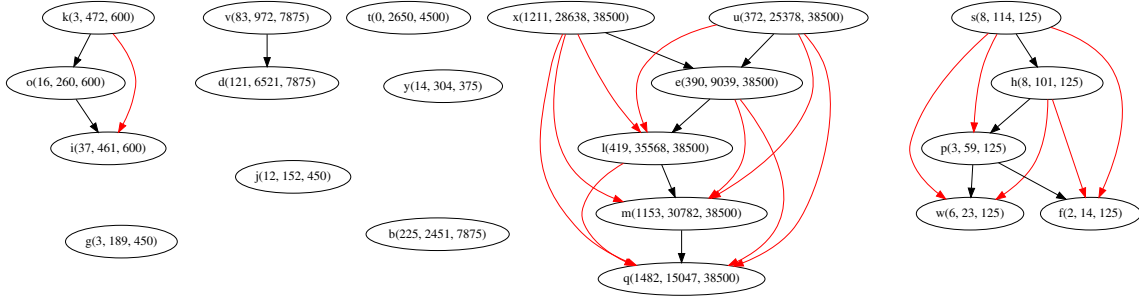 k(3, 472, 600)
v(83, 972, 7875)
t(0, 2650, 4500)
x(1211, 28638, 38500)
u(372, 25378, 38500)
s(8, 114, 125)
o(16, 260, 600)
d(121, 6521, 7875)
y(14, 304, 375)
e(390, 9039, 38500)
h(8, 101, 125)
i(37, 461, 600)
l(419, 35568, 38500)
p(3, 59, 125)
j(12, 152, 450)
m(1153, 30782, 38500)
w(6, 23, 125)
f(2, 14, 125)
g(3, 189, 450)
b(225, 2451, 7875)
q(1482, 15047, 38500)